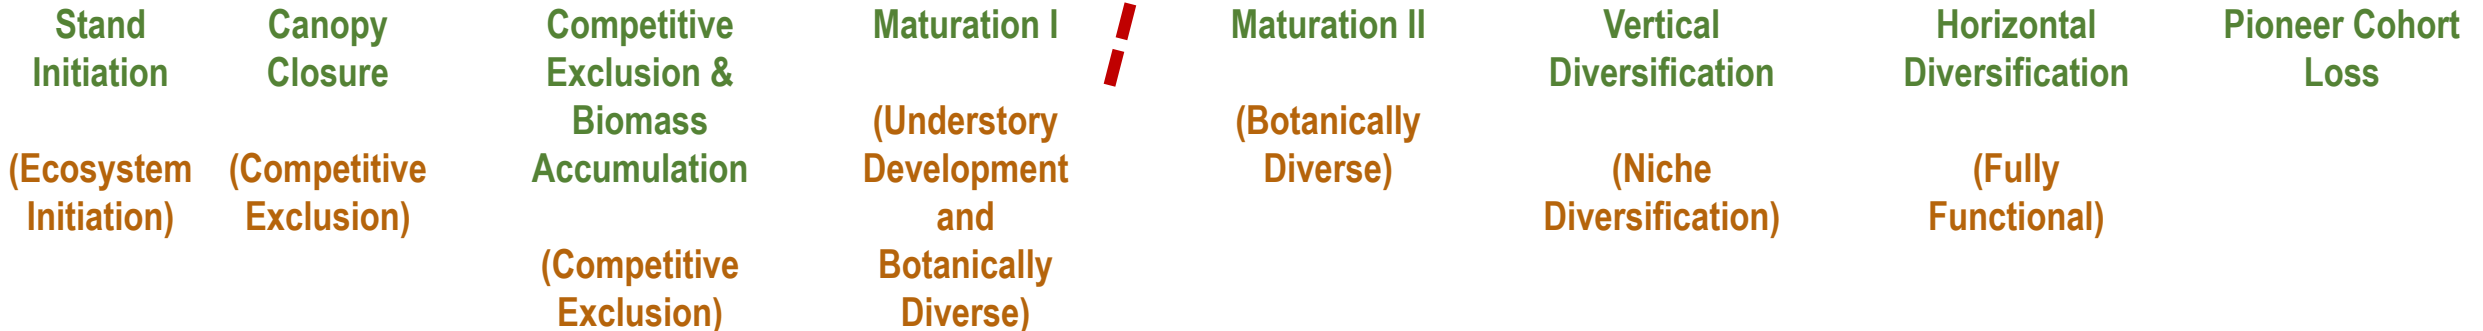 Stand
Initiation
(Ecosystem
Initiation)
Canopy
Closure
(Competitive
Exclusion)
Competitive
Exclusion &
Biomass
Accumulation
(Competitive
Exclusion)
Maturation I
(Understory
Development
and
Botanically
Diverse)
Maturation II
(Botanically
Diverse)
Vertical
Diversification
(Niche
Diversification)
Horizontal
Diversification
(Fully
Functional)
Pioneer Cohort
Loss